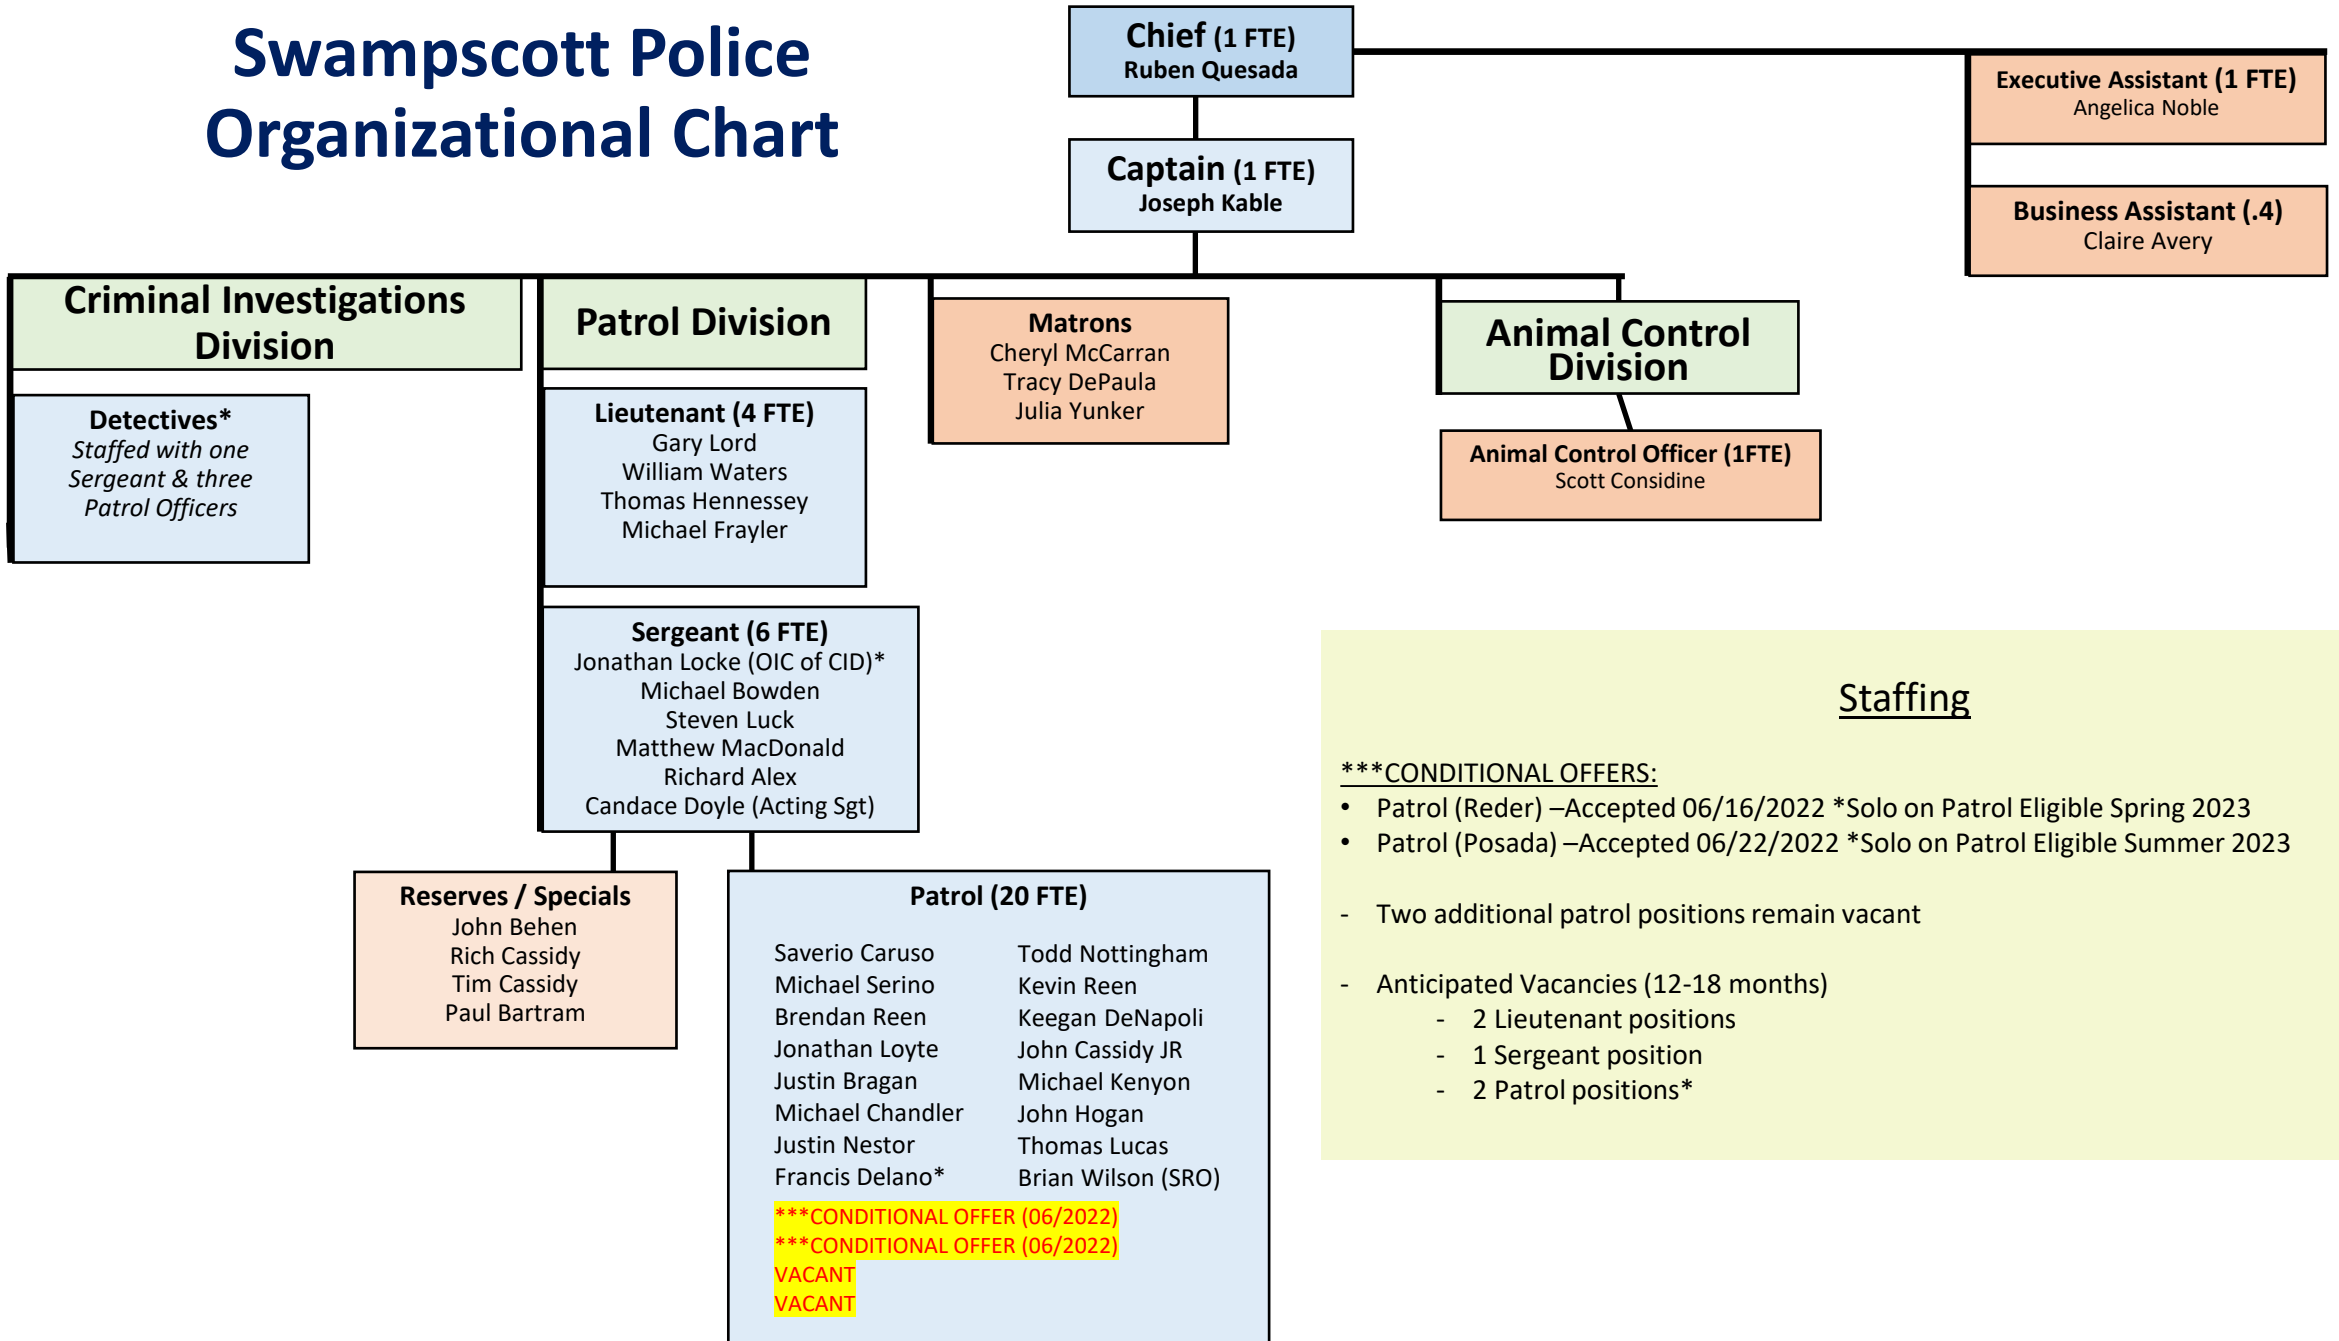 Swampscott Police
Organizational Chart
Chief (1 FTE)
Ruben Quesada
Executive Assistant (1 FTE)
Angelica Noble
Captain (1 FTE)
Joseph Kable
Business Assistant (.4)
Claire Avery
Criminal Investigations
Division
Detectives*
Staffed with one
Sergeant & three
Patrol Officers
Patrol Division
Lieutenant (4 FTE)
Gary Lord
William Waters
Thomas Hennessey
Michael Frayler
Sergeant (6 FTE)
Jonathan Locke (OIC of CID)*
Michael Bowden
Steven Luck
Matthew MacDonald
Richard Alex
Candace Doyle (Acting Sgt)
Matrons
Cheryl McCarran
Tracy DePaula
Julia Yunker
Animal Control
Division
Animal Control Officer (1FTE)
Scott Considine
Reserves / Specials
John Behen
Rich Cassidy
Tim Cassidy
Paul Bartram
Patrol (20 FTE)
Saverio Caruso
Michael Serino
Brendan Reen
Jonathan Loyte
Justin Bragan
Michael Chandler
Justin Nestor
Francis Delano*
Todd Nottingham
Kevin Reen
Keegan DeNapoli
John Cassidy JR
Michael Kenyon
John Hogan
Thomas Lucas
Brian Wilson (SRO)
***CONDITIONAL OFFER (06/2022)
***CONDITIONAL OFFER (06/2022)
VACANT
VACANT
Staffing
***CONDITIONAL OFFERS:
• Patrol (Reder) –Accepted 06/16/2022 *Solo on Patrol Eligible Spring 2023
• Patrol (Posada) –Accepted 06/22/2022 *Solo on Patrol Eligible Summer 2023
- Two additional patrol positions remain vacant
- Anticipated Vacancies (12-18 months)
- 2 Lieutenant positions
- 1 Sergeant position
- 2 Patrol positions*